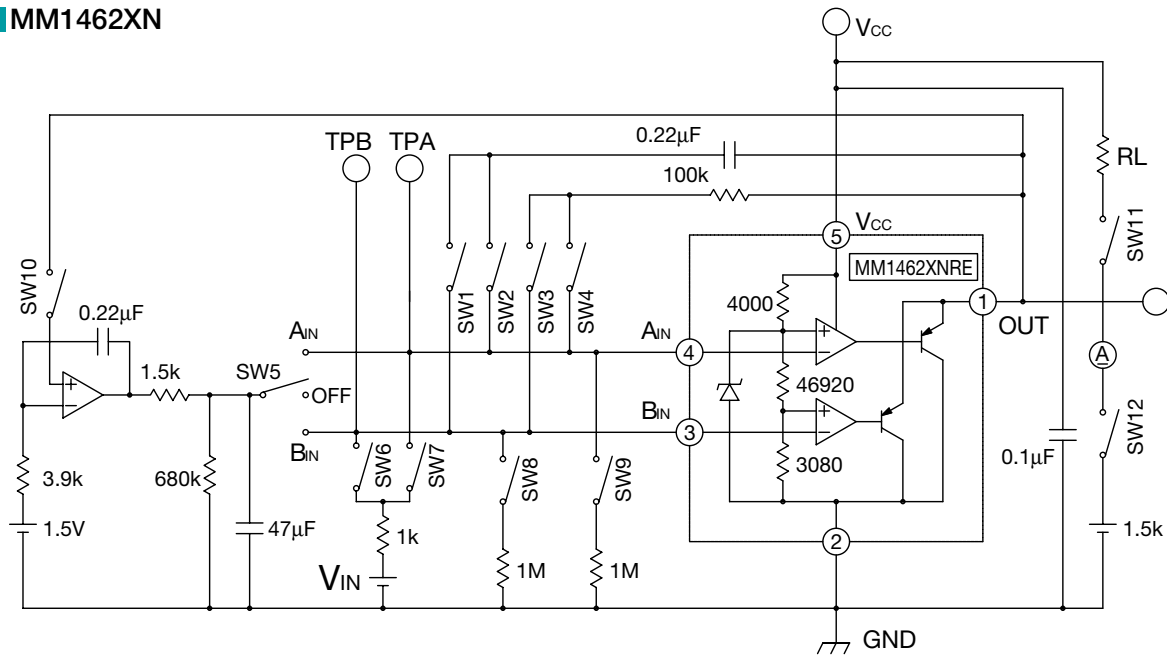 MM1462XN
VCC
TPB
TPA
0.22μF
100k
RL
VCC
5
MM1462XNRE
SW11
SW10
0.22μF
SW1
SW2
SW3
SW4
4000
1
OUT
AIN
AIN
4
1.5k
SW5
OFF
46920
A
BIN
BIN
3
3080
SW12
3.9k
680k
SW6
SW7
SW8
SW9
0.1μF
1.5V
47μF
1k
2
1.5k
VIN
1M
1M
GND